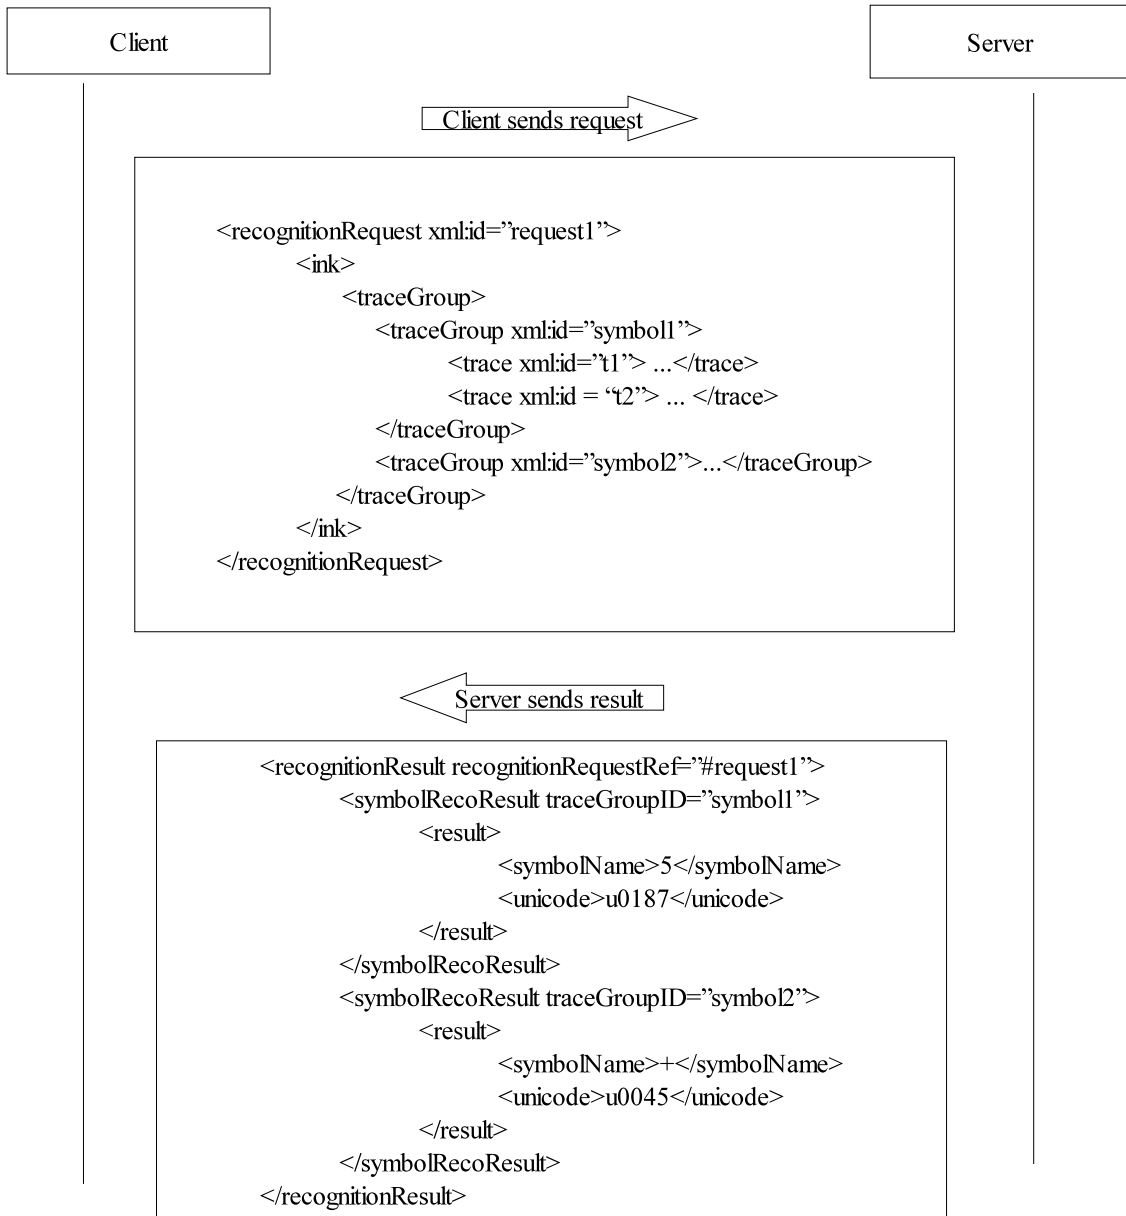 Client
Server
Client sends request
<recognitionRequest xml:id=”request1”>
<ink>
<traceGroup>
<traceGroup xml:id=”symbol1”>
<trace xml:id=”t1”> ...</trace>
<trace xml:id = “t2”> ... </trace>
</traceGroup>
<traceGroup xml:id=”symbol2”>...</traceGroup>
</traceGroup>
</ink>
</recognitionRequest>
Server sends result
<recognitionResult recognitionRequestRef=”#request1”>
<symbolRecoResult traceGroupID=”symbol1”>
<result>
<symbolName>5</symbolName>
<unicode>u0187</unicode>
</result>
</symbolRecoResult>
<symbolRecoResult traceGroupID=”symbol2”>
<result>
<symbolName>+</symbolName>
<unicode>u0045</unicode>
</result>
</symbolRecoResult>
</recognitionResult>